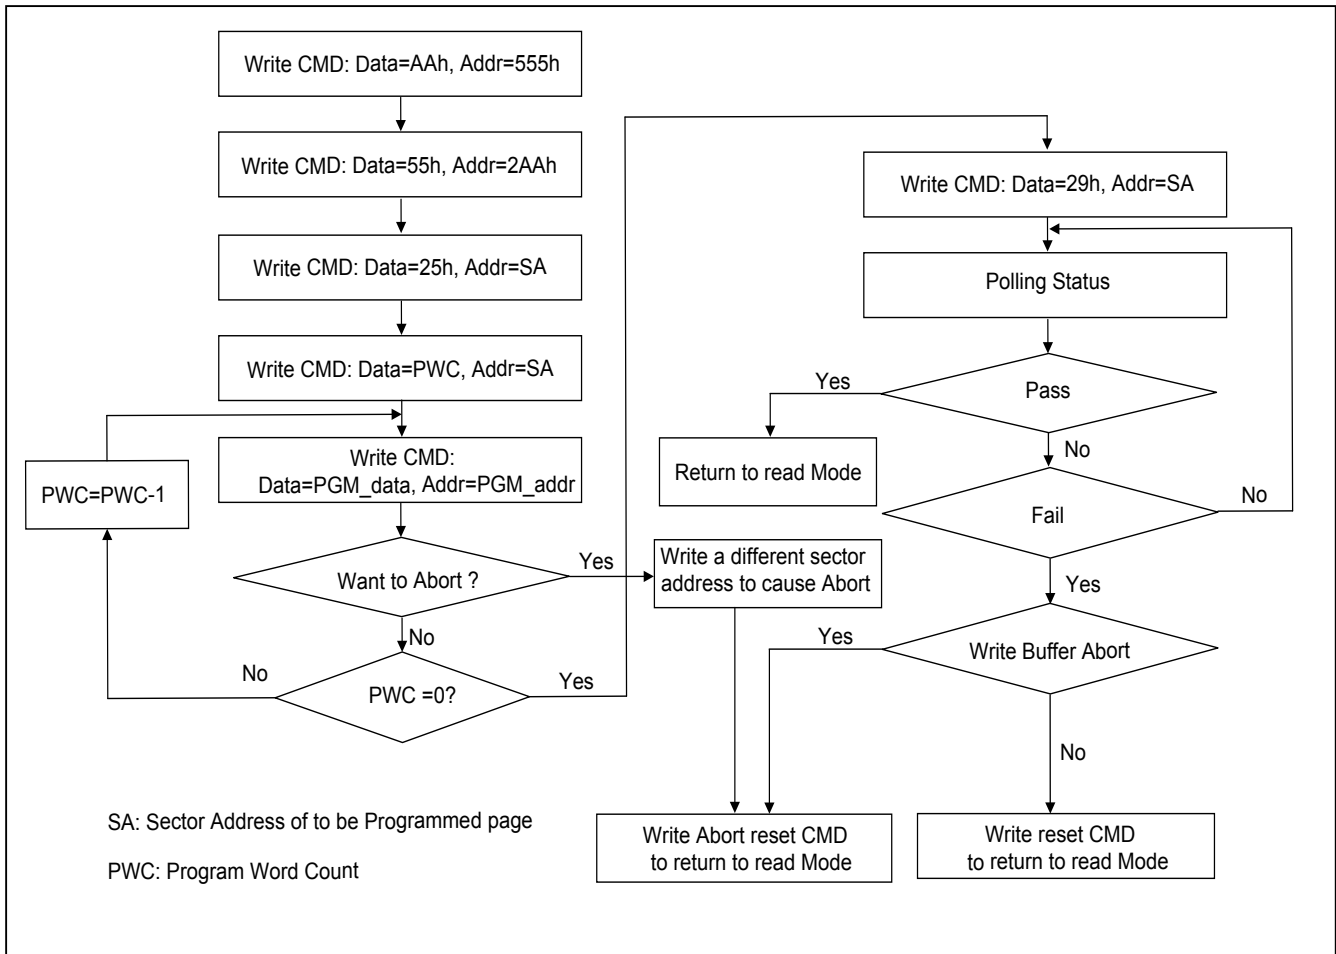 Write CMD: Data=AAh, Addr=555h
Write CMD: Data=55h, Addr=2AAh
Write CMD: Data=25h, Addr=SA
Write CMD: Data=PWC, Addr=SA
Write CMD:
Data=PGM_data, Addr=PGM_addr
PWC=PWC-1
Want to Abort ?
Yes
No
Write a different sector
address to cause Abort
PWC =0?
No
Yes
Write CMD: Data=29h, Addr=SA
Polling Status
Pass
Yes
No
Return to read Mode
Fail
No
Yes
Write Buffer Abort
Yes
No
Write Abort reset CMD
to return to read Mode
Write reset CMD
to return to read Mode
SA: Sector Address of to be Programmed page
PWC: Program Word Count